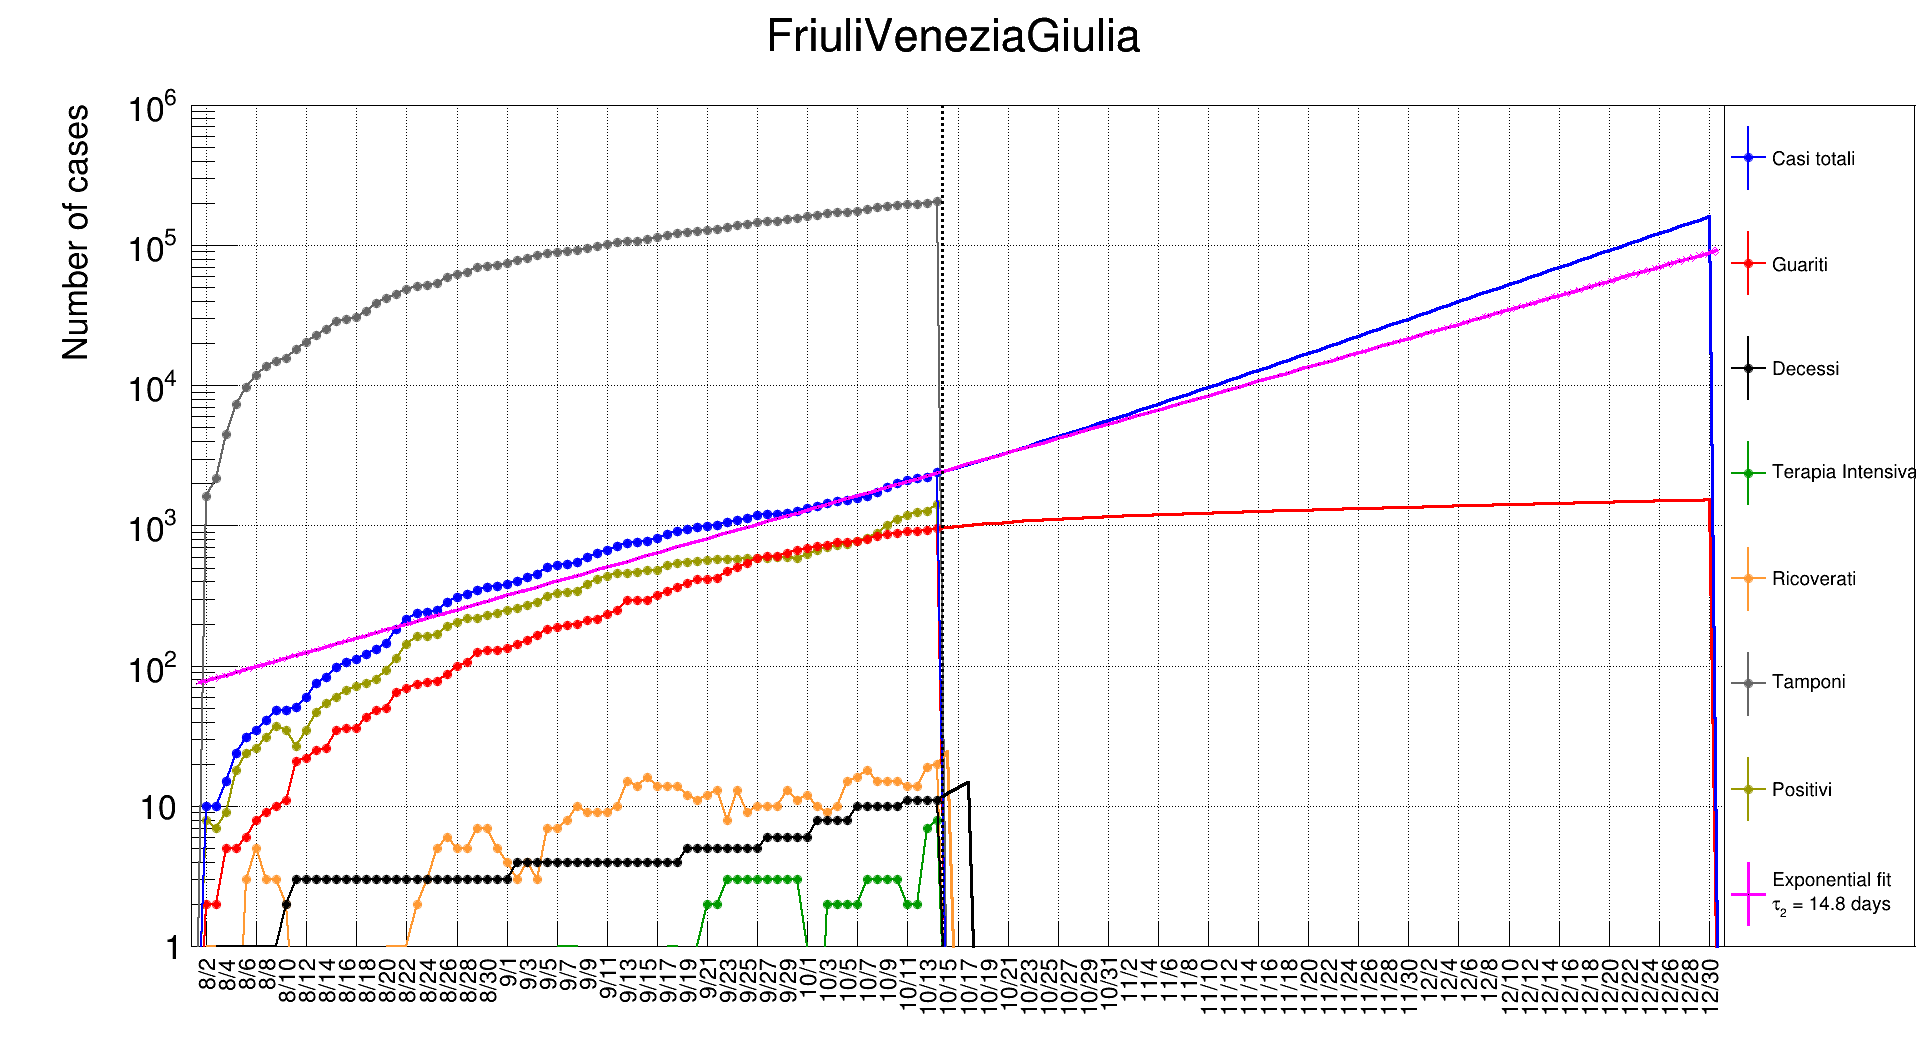 FriuliVeneziaGiulia
Number of cases
10^6
10^5
10^4
10^3
10^2
10
1
8/2 8/4 8/6 8/8 8/10 8/12 8/14 8/16 8/18 8/20 8/22 8/24 8/26 8/28 8/30 9/1 9/3 9/5 9/7 9/9 9/11 9/13 9/15 9/17 9/19 9/21 9/23 9/25 9/27 9/29 10/1 10/3 10/5 10/7 10/9 10/11 10/13 10/15 10/17 10/19 10/21 10/23 10/25 10/27 10/29 10/31 11/2 11/4 11/6 11/8 11/10 11/12 11/14 11/16 11/18 11/20 11/22 11/24 11/26 11/28 11/30 12/2 12/4 12/6 12/8 12/10 12/12 12/14 12/16 12/18 12/20 12/22 12/24 12/26 12/28 12/30
Casi totali
Guariti
Decessi
Terapia Intensiva
Ricoverati
Tamponi
Positivi
Exponential fit
τ₂ = 14.8 days